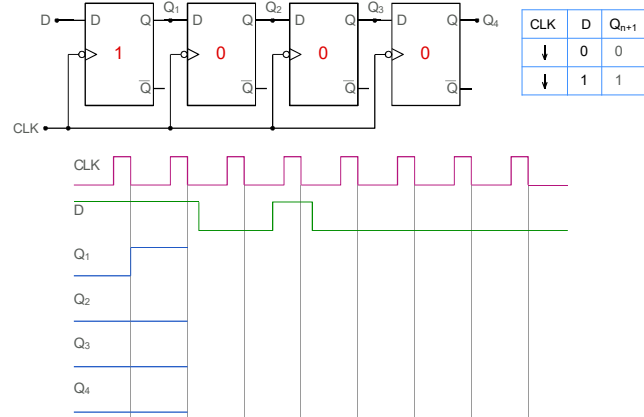 Q₁ Q₂ Q₃
D D Q D Q D Q D Q Q₄
1 0 0 0
Q̅ Q̅ Q̅ Q̅
CLK
CLK D Qₙ₊₁
↓ 0 0
↓ 1 1
CLK
D
Q₁
Q₂
Q₃
Q₄